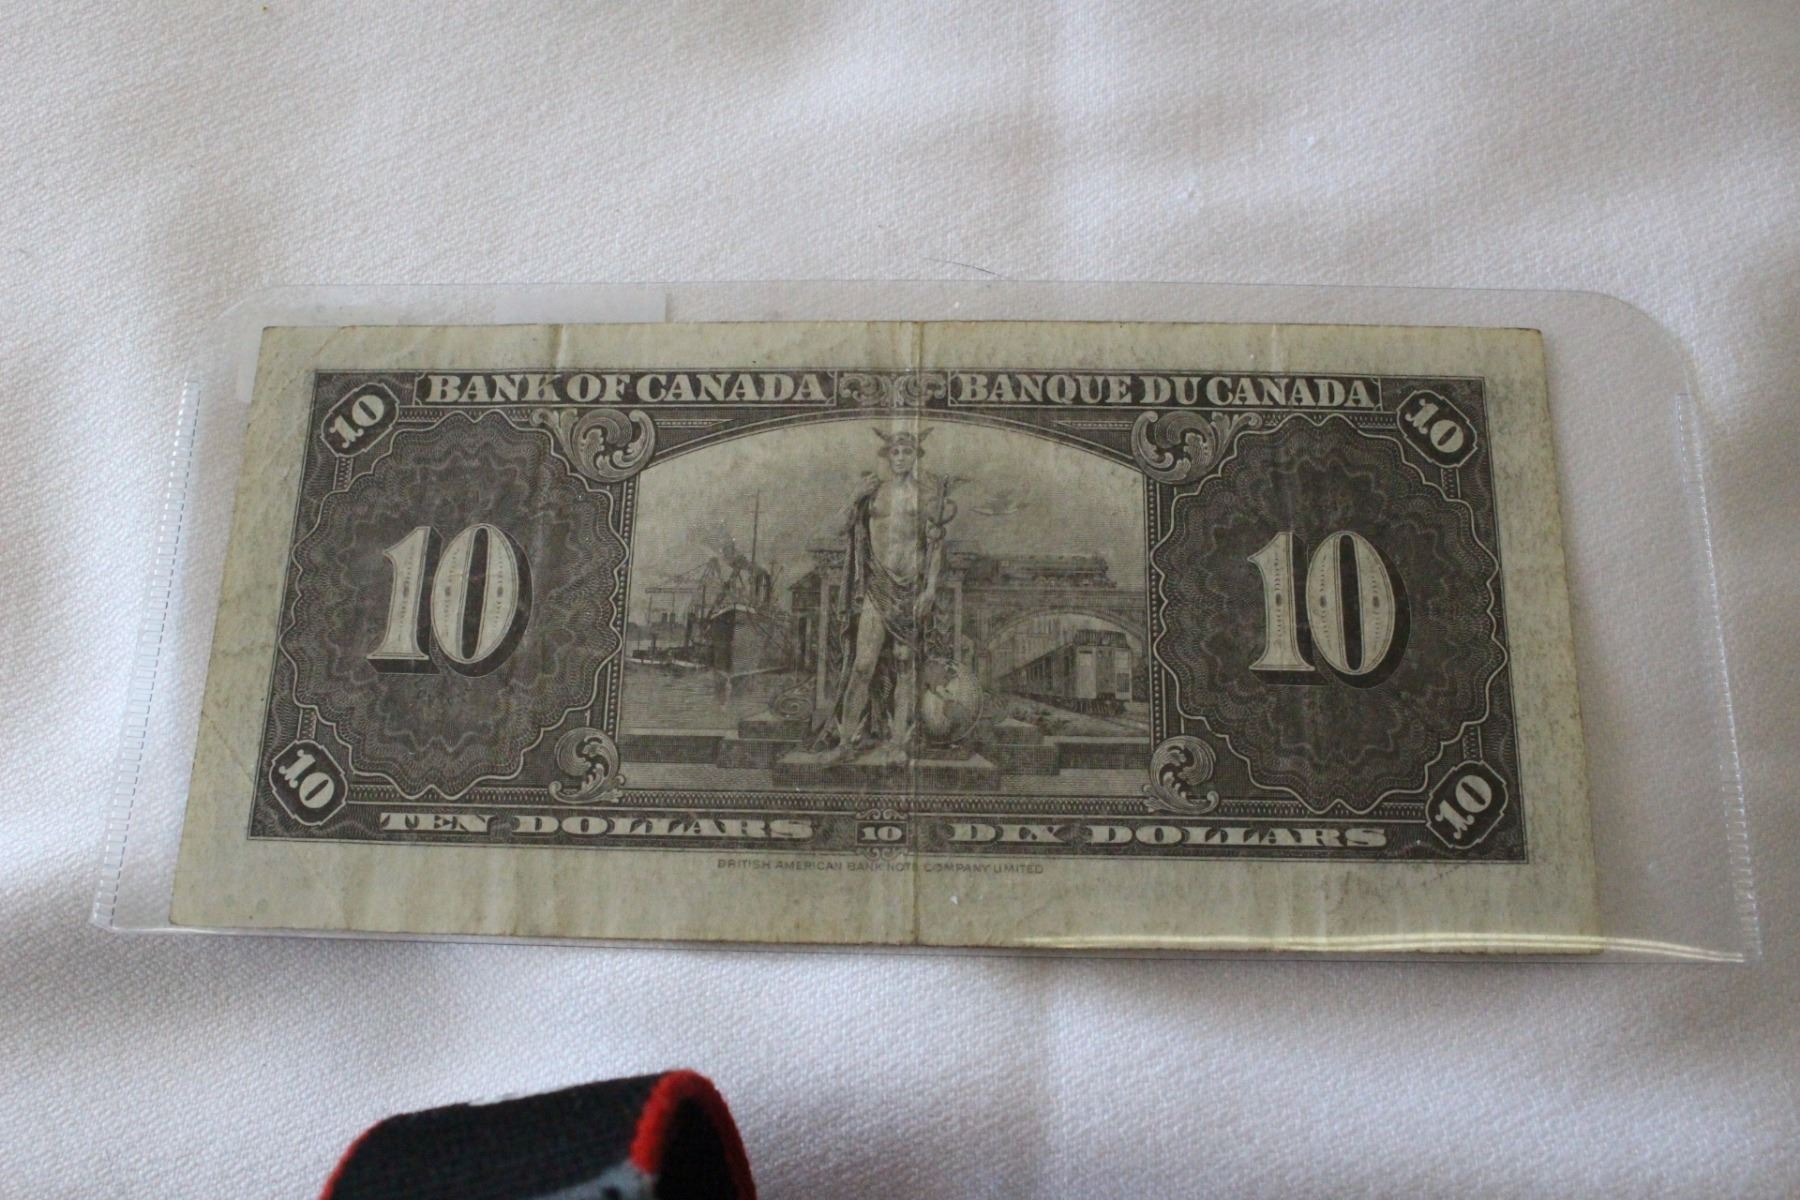 10 BANK OF CANADA BANQUE DU CANADA 10
10 10
10 TEN DOLLARS 10 DIX DOLLARS 10
BRITISH AMERICAN BANK NOTE COMPANY LIMITED